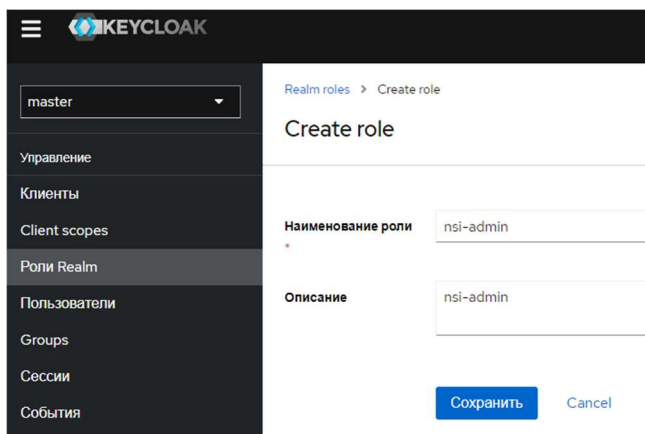 KEYCLOAK
master
Управление
Клиенты
Client scopes
Роли Realm
Пользователи
Groups
Сессии
События
Realm roles > Create role
Create role
Наименование роли *
nsi-admin
Описание
nsi-admin
Сохранить
Cancel